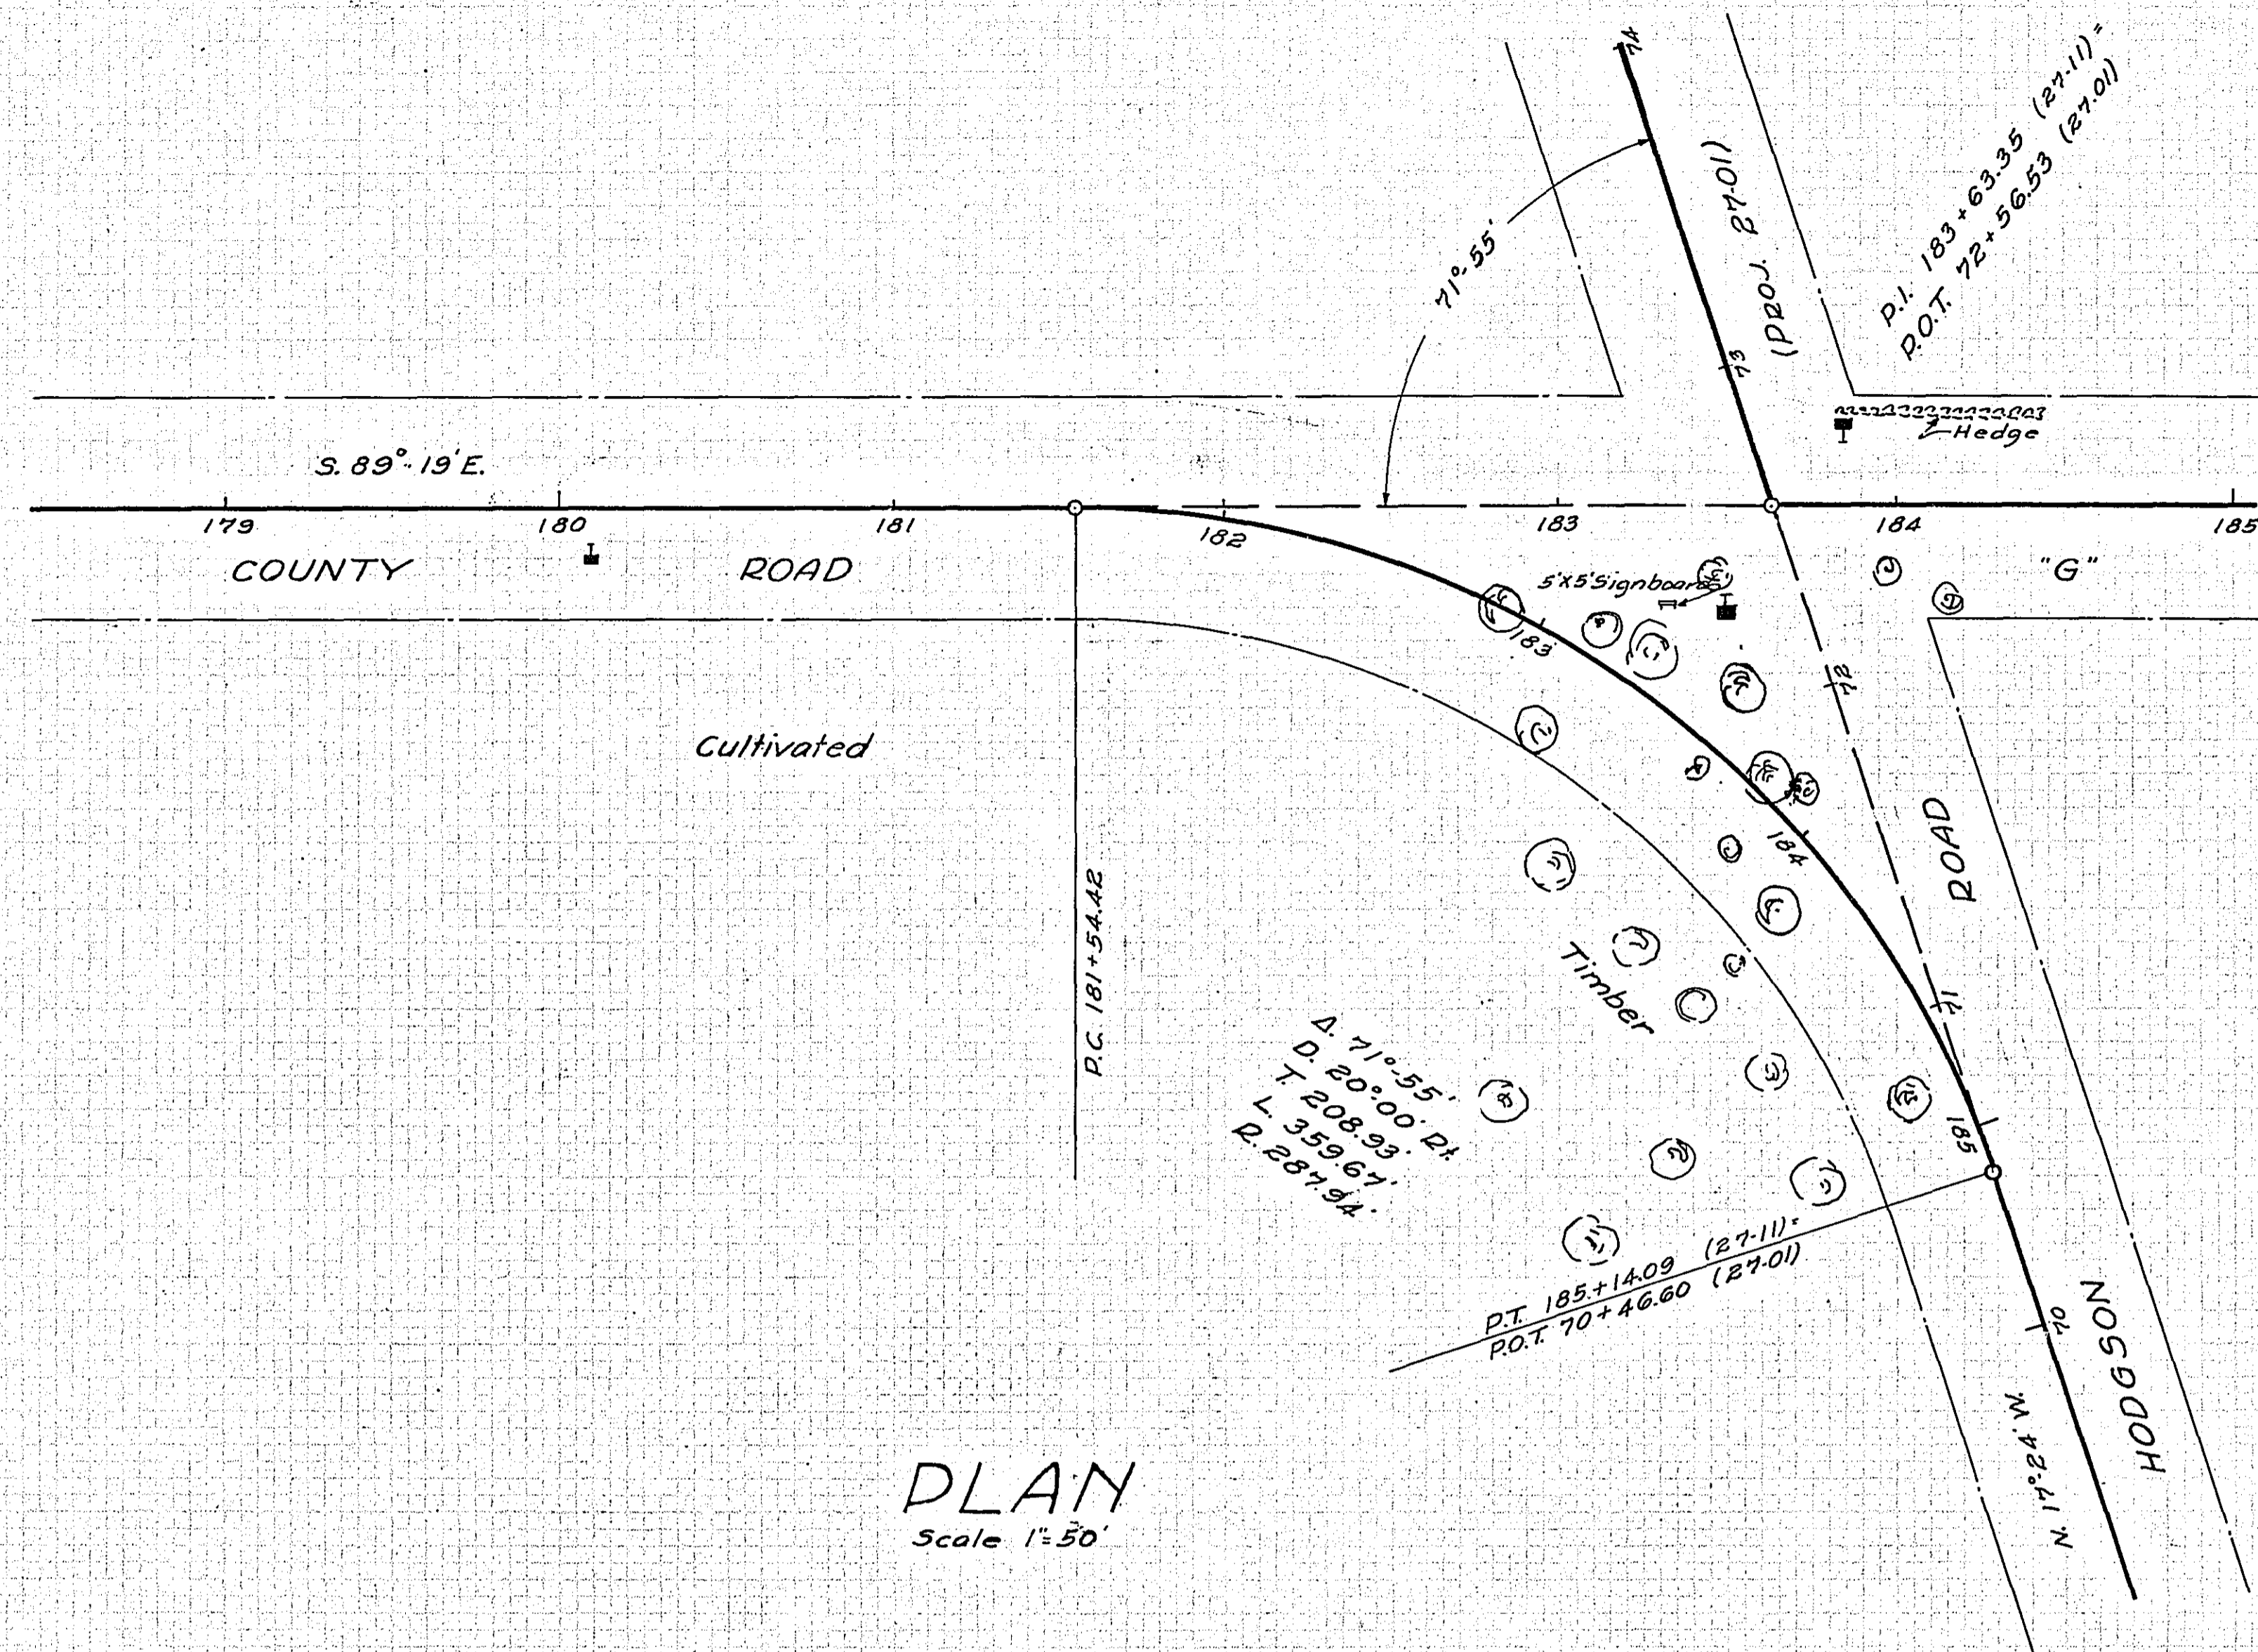 74
P.I. 183+63.35 (27-11)=
P.O.T. 72+56.53 (27.01)
(Prop. 27-01)
71°-55'
73
Hedge
S. 89°-19'E.
179
180
181
182
183
184
185
COUNTY ROAD
"G"
5'x5' Signboard
183
72
Cultivated
184
ROAD
P.C. 181+54.42
71
Timber
Δ. 71°-55'
D. 20°:00' Rt.
T. 208.93'
L. 359.67'
R. 287.94'
185
P.T. 185+14.09 (27-11)=
P.O.T. 70+46.60 (27-01)
70
HODGSON
N. 17°-24' W.
PLAN
Scale 1"=50'